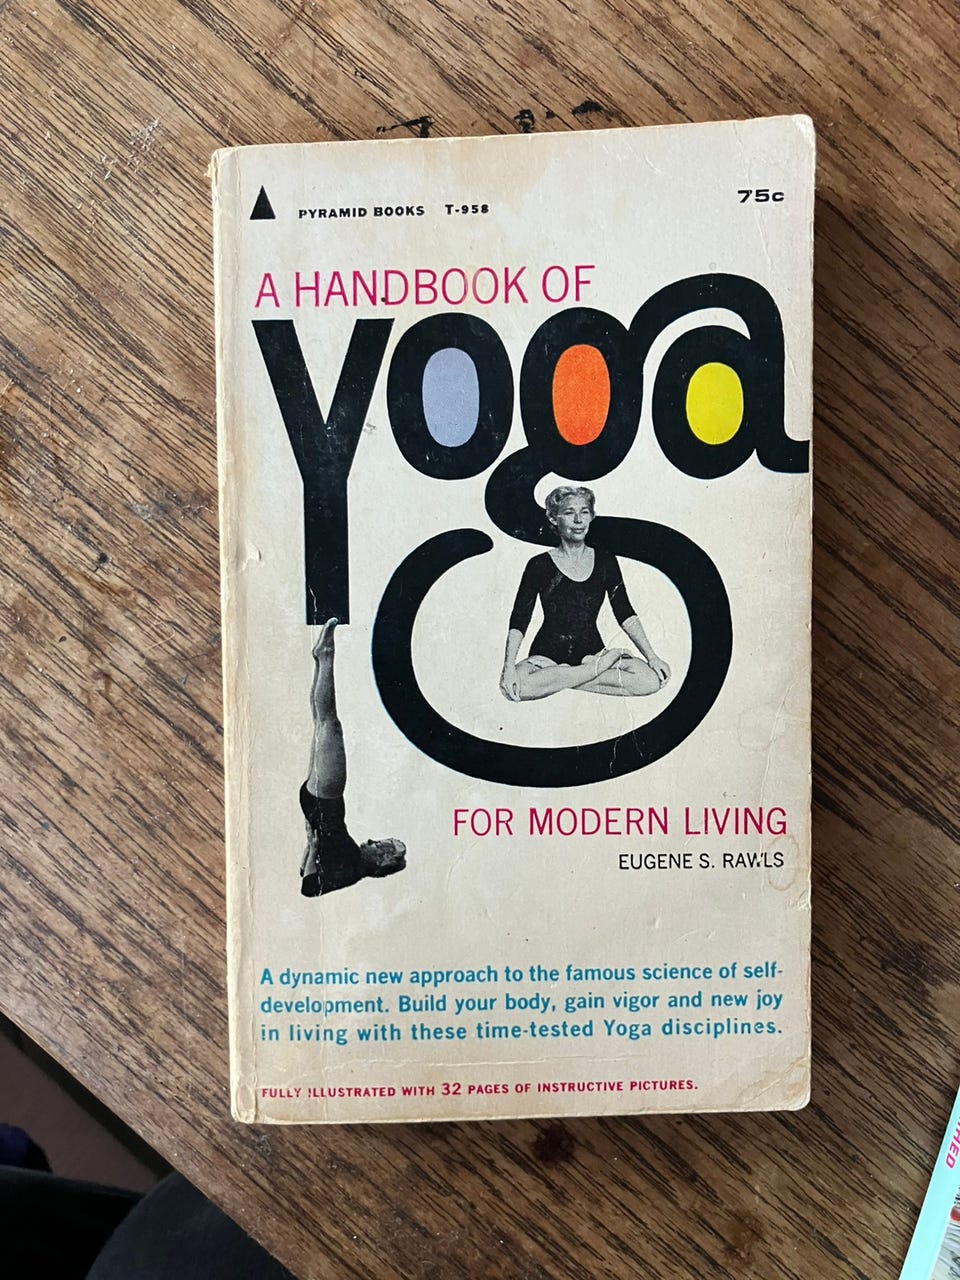 PYRAMID BOOKS T-958 75c
A HANDBOOK OF
Yoga
FOR MODERN LIVING
EUGENE S. RAWLS
A dynamic new approach to the famous science of self-
development. Build your body, gain vigor and new joy
in living with these time-tested Yoga disciplines.
FULLY ILLUSTRATED WITH 32 PAGES OF INSTRUCTIVE PICTURES.